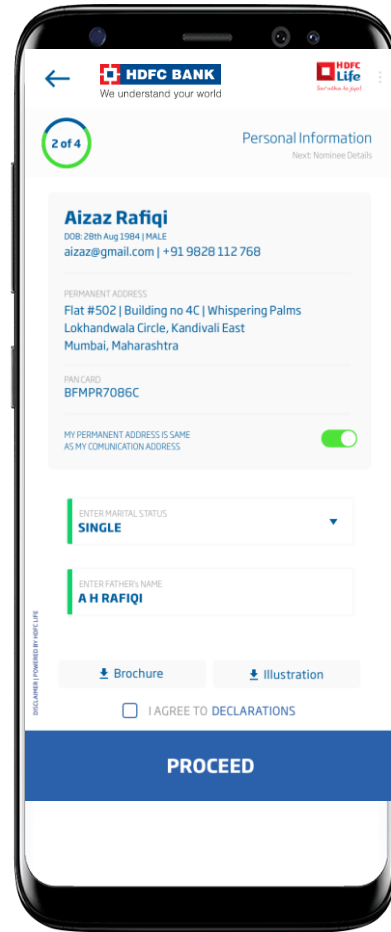 HDFC BANK
We understand your world
HDFC
Life
Sar utha ke jiyo!
2 of 4
Personal Information
Next: Nominee Details
Aizaz Rafiqi
DOB: 28th Aug 1984 | MALE
aizaz@gmail.com | +91 9828 112 768
PERMANENT ADDRESS
Flat #502 | Building no 4C | Whispering Palms
Lokhandwala Circle, Kandivali East
Mumbai, Maharashtra
PAN CARD
BFMPR7086C
MY PERMANENT ADDRESS IS SAME
AS MY COMUNICATION ADDRESS
ENTER MARITAL STATUS
SINGLE
ENTER FATHER's NAME
A H RAFIQI
DISCLAIMER | POWERED BY HDFC LIFE
Brochure
Illustration
I AGREE TO DECLARATIONS
PROCEED